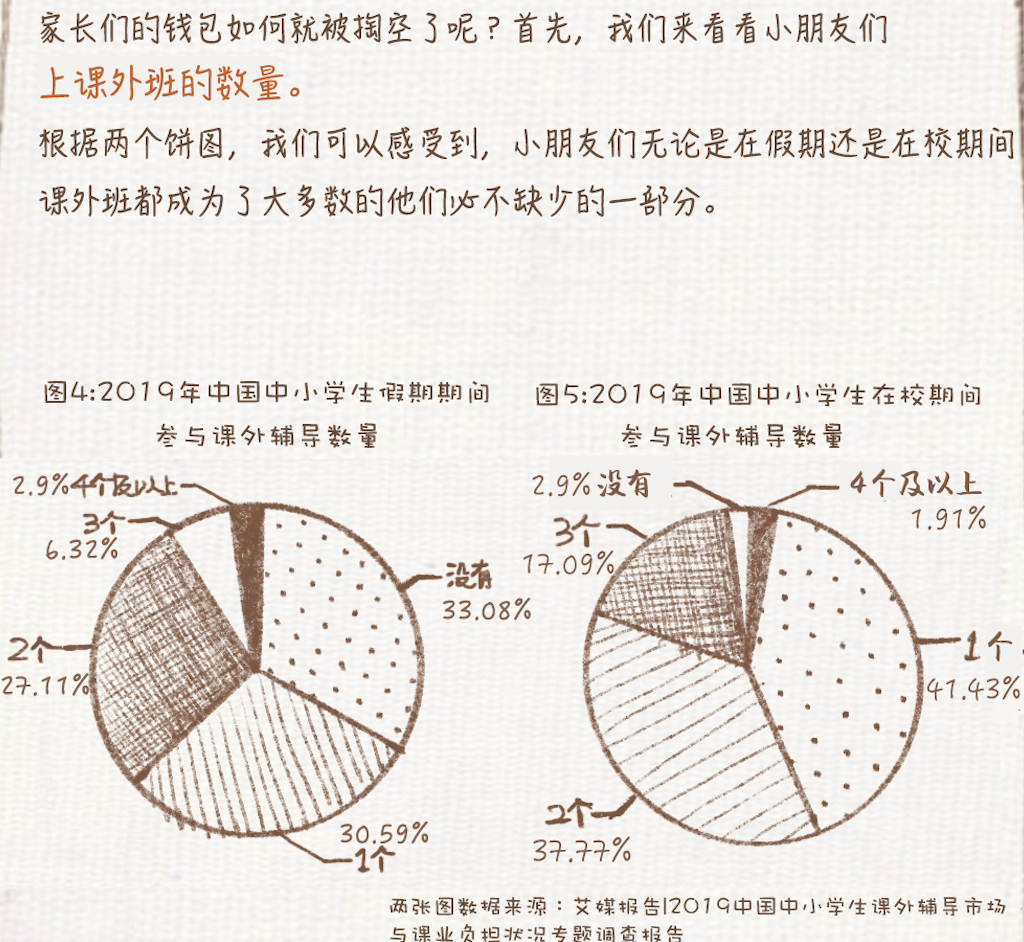 家长们的钱包如何就被掏空了呢？首先，我们来看看小朋友们
上课外班的数量。
根据两个饼图，我们可以感受到，小朋友们无论是在假期还是在校期间
课外班都成为了大多数的他们必不缺少的一部分。
图4:2019年中国中小学生假期期间
参与课外辅导数量
2.9%4个及以上
3个
6.32%
没有
33.08%
2个
27.11%
30.59%
1个
图5:2019年中国中小学生在校期间
参与课外辅导数量
2.9%没有
4个及以上
1.91%
3个
17.09%
1个
41.43%
2个
37.77%
两张图数据来源：艾媒报告|2019中国中小学生课外辅导市场
与课业负担状况专题调查报告